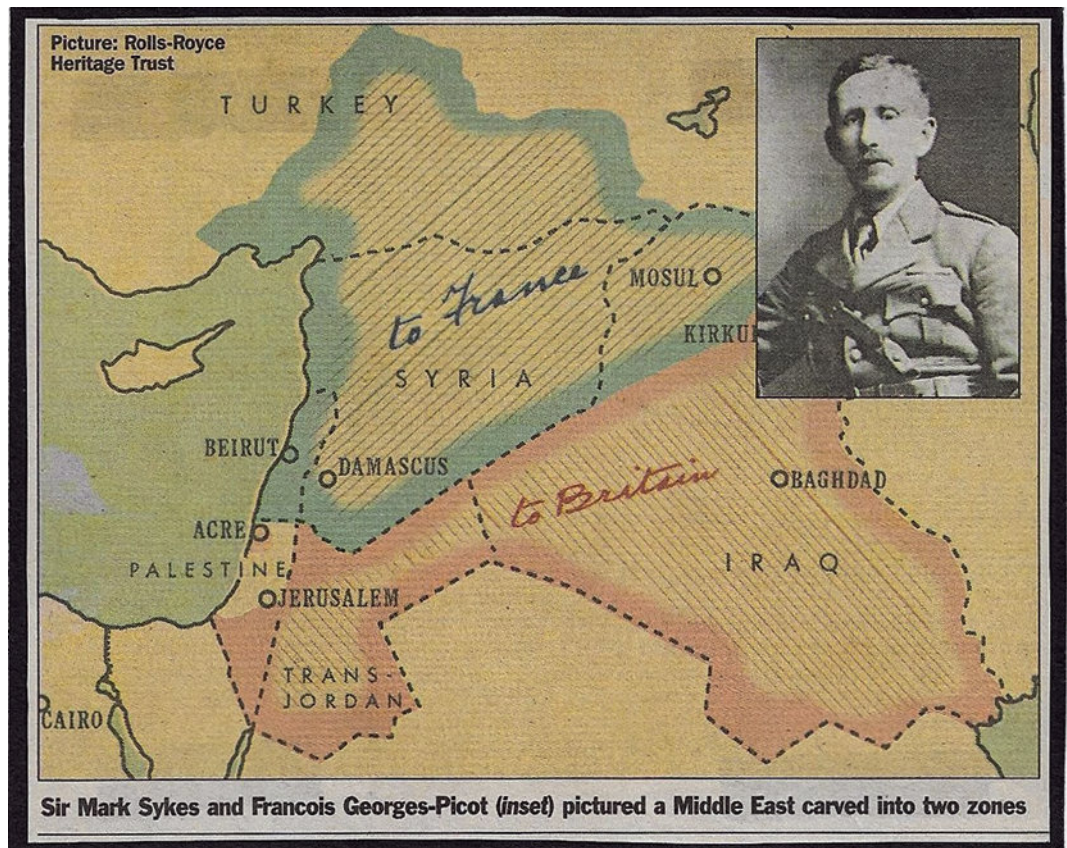 Picture: Rolls-Royce
Heritage Trust
TURKEY
to France
MOSUL
KIRKU
SYRIA
BEIRUT
DAMASCUS
to Britain
BAGHDAD
ACRE
PALESTINE
IRAQ
JERUSALEM
TRANS-
JORDAN
CAIRO
Sir Mark Sykes and Francois Georges-Picot (inset) pictured a Middle East carved into two zones